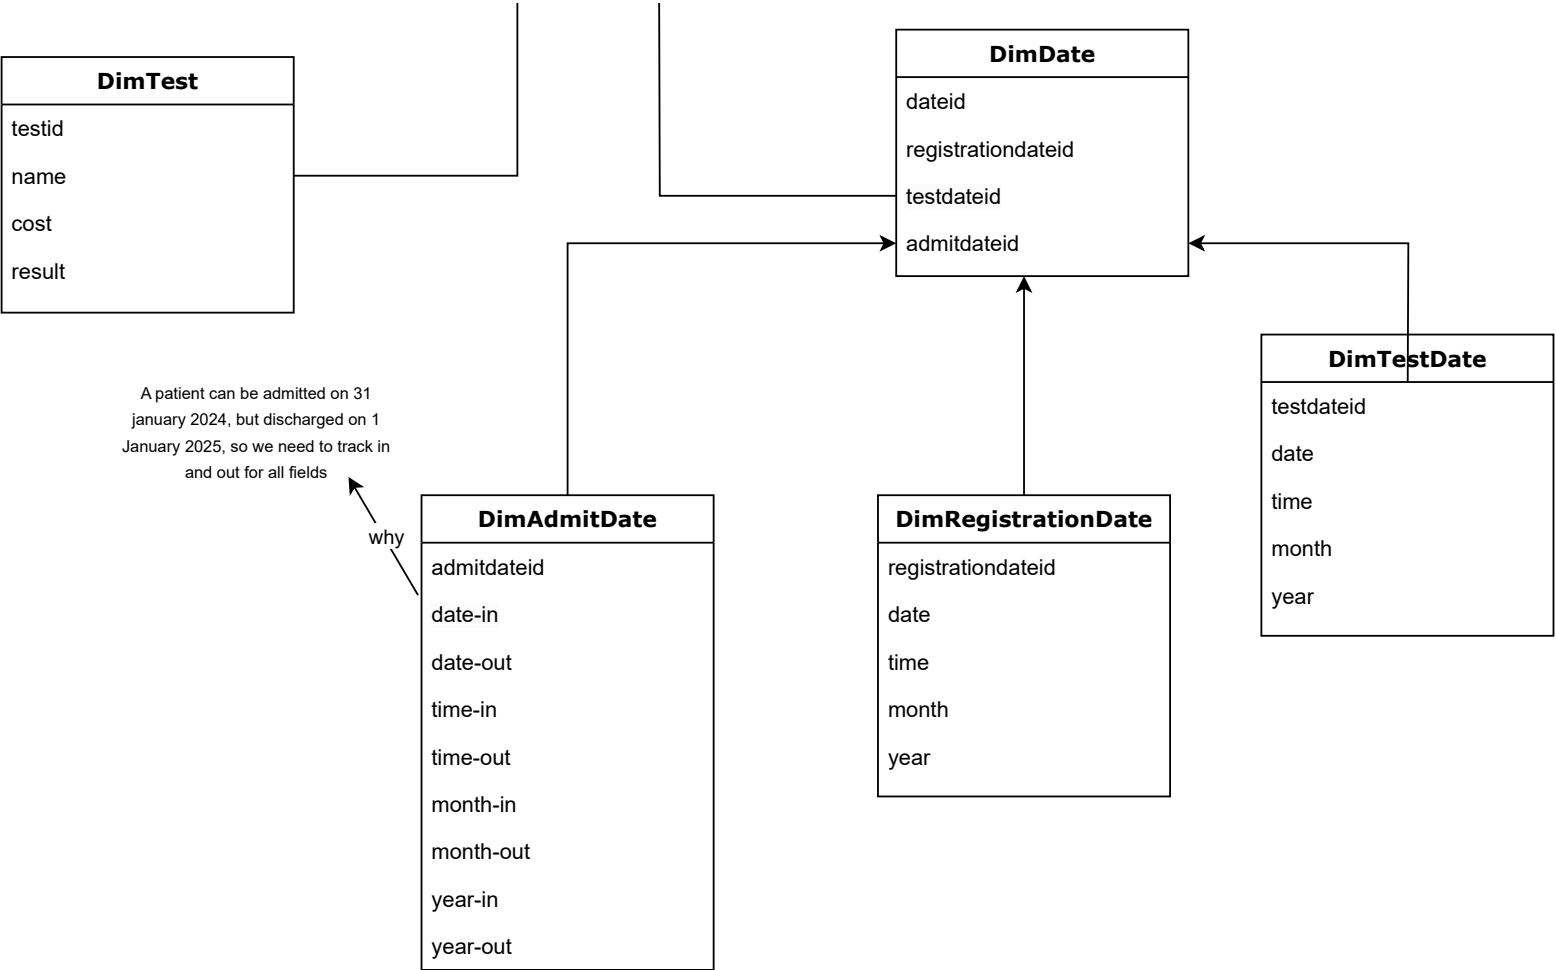 DimTest
testid
name
cost
result
DimDate
dateid
registrationdateid
testdateid
admitdateid
A patient can be admitted on 31
january 2024, but discharged on 1
January 2025, so we need to track in
and out for all fields
why
DimAdmitDate
admitdateid
date-in
date-out
time-in
time-out
month-in
month-out
year-in
year-out
DimRegistrationDate
registrationdateid
date
time
month
year
DimTestDate
testdateid
date
time
month
year